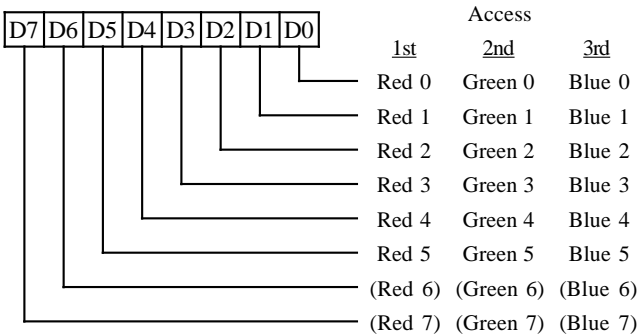 Access
D7 D6 D5 D4 D3 D2 D1 D0
1st 2nd 3rd
Red 0 Green 0 Blue 0
Red 1 Green 1 Blue 1
Red 2 Green 2 Blue 2
Red 3 Green 3 Blue 3
Red 4 Green 4 Blue 4
Red 5 Green 5 Blue 5
(Red 6) (Green 6) (Blue 6)
(Red 7) (Green 7) (Blue 7)